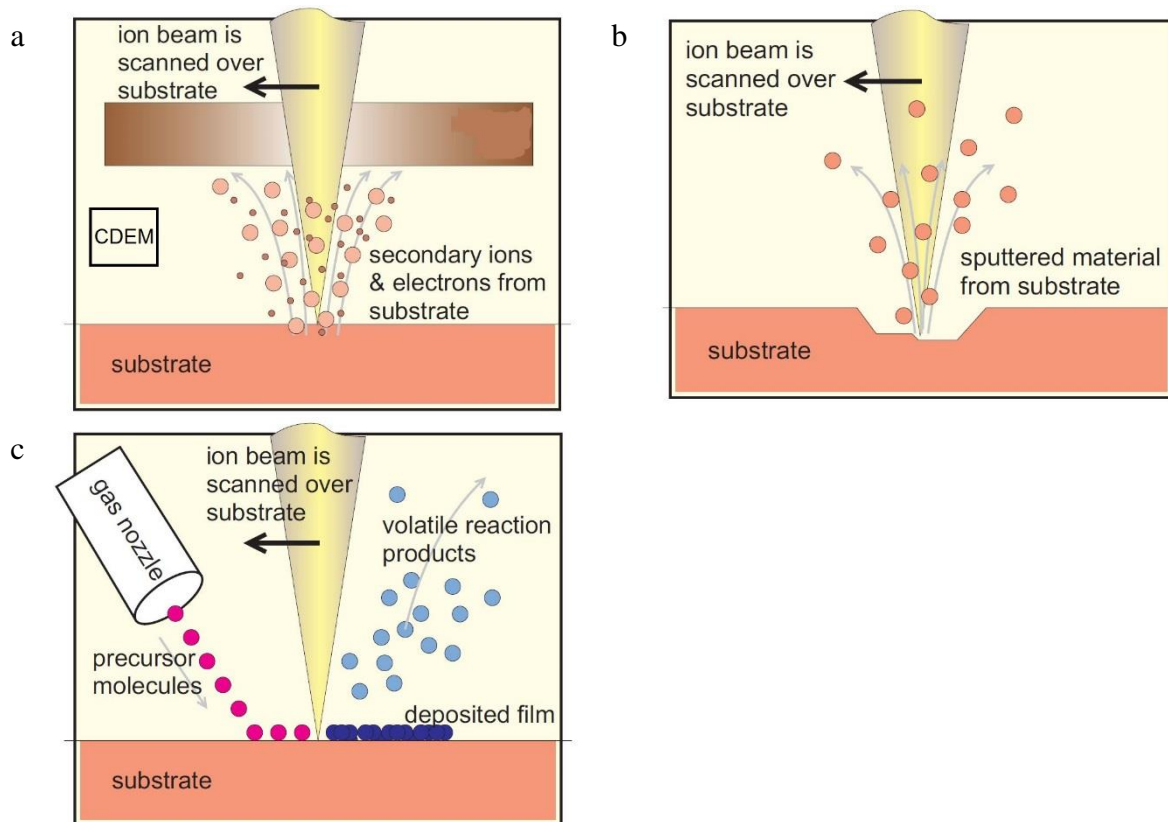 a
ion beam is
scanned over
substrate
CDEM
secondary ions
& electrons from
substrate
substrate
b
ion beam is
scanned over
substrate
sputtered material
from substrate
substrate
c
gas nozzle
ion beam is
scanned over
substrate
volatile reaction
products
precursor
molecules
deposited film
substrate